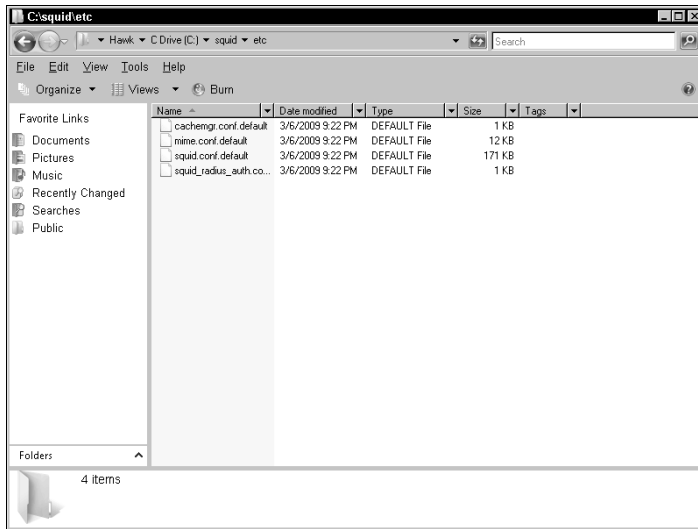 C:\squid\etc
Hawk C Drive (C:) squid etc Search
File Edit View Tools Help
Organize Views Burn
Favorite Links
Documents
Pictures
Music
Recently Changed
Searches
Public
Folders
Name Date modified Type Size Tags
cachemgr.conf.default 3/6/2009 9:22 PM DEFAULT File 1 KB
mime.conf.default 3/6/2009 9:22 PM DEFAULT File 12 KB
squid.conf.default 3/6/2009 9:22 PM DEFAULT File 171 KB
squid_radius_auth.co... 3/6/2009 9:22 PM DEFAULT File 1 KB
4 items